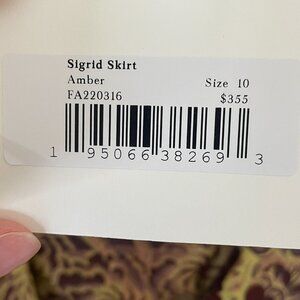 Sigrid Skirt
Amber Size 10
FA220316 $355
1 95066 38269 3